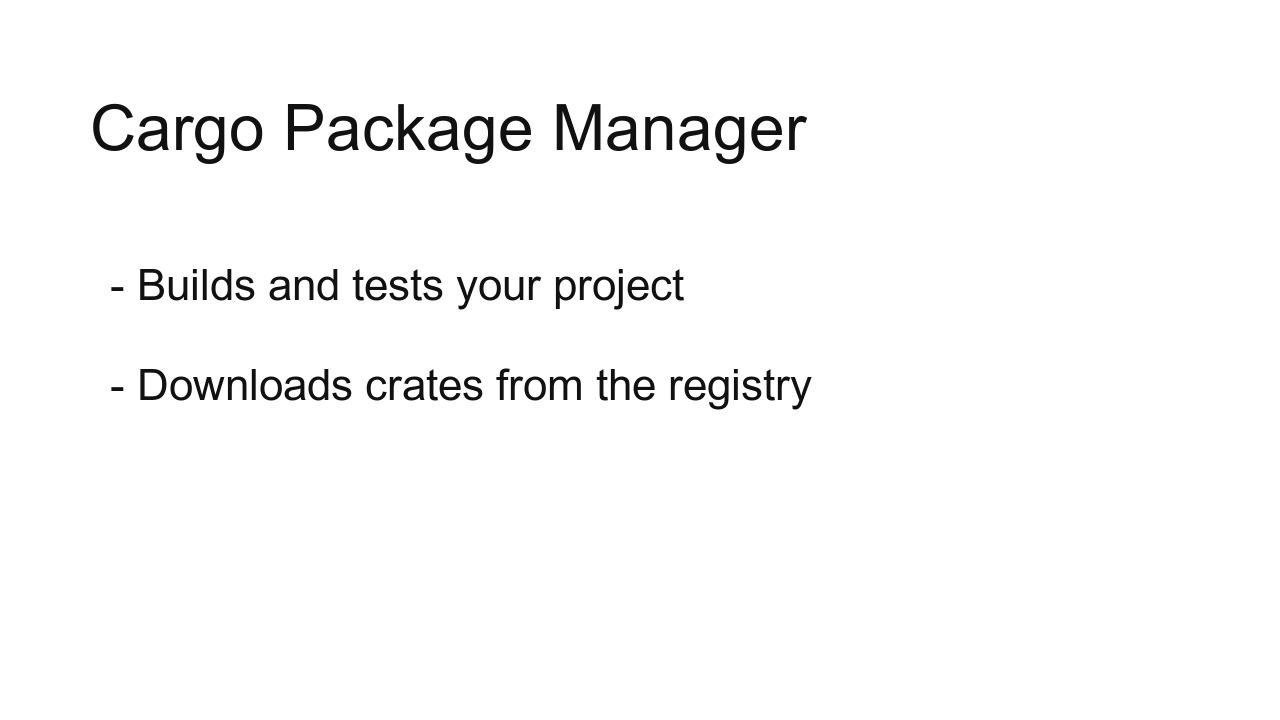 Cargo Package Manager
- Builds and tests your project
- Downloads crates from the registry